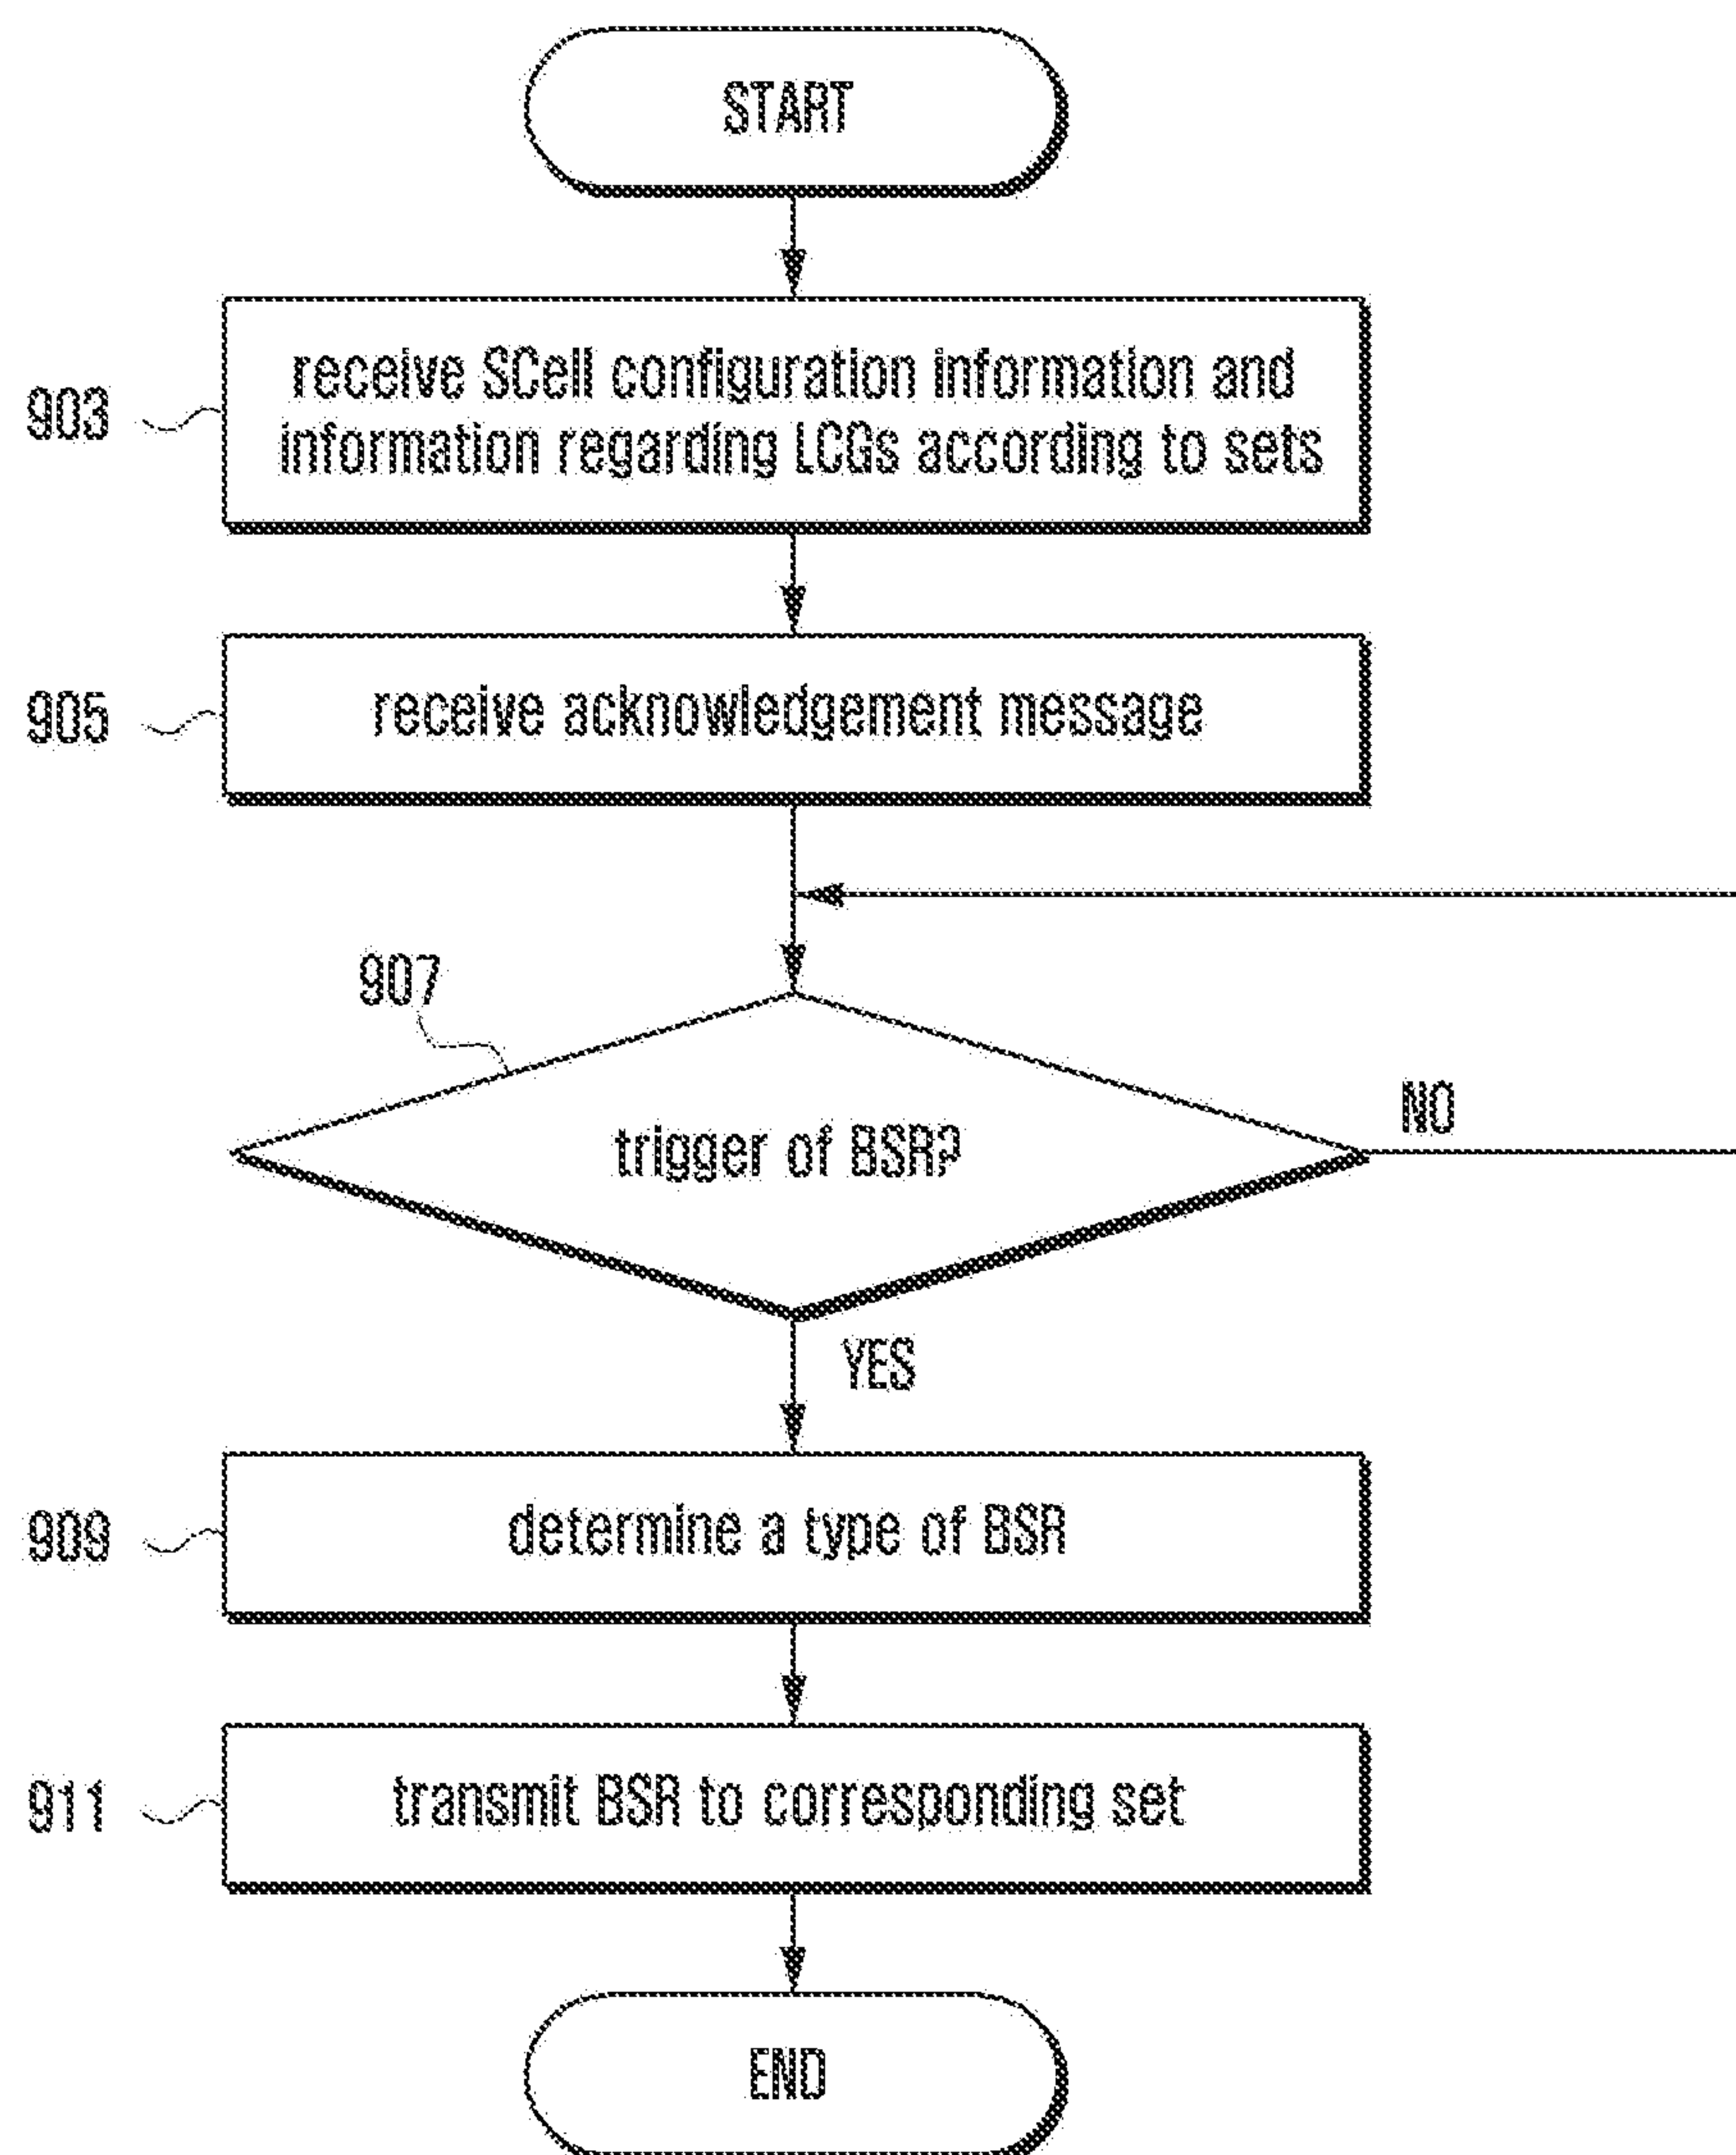 START
903
receive SCell configuration information and
information regarding LCGs according to sets
905
receive acknowledgement message
907
trigger of BSR?
NO
YES
909
determine a type of BSR
911
transmit BSR to corresponding set
END